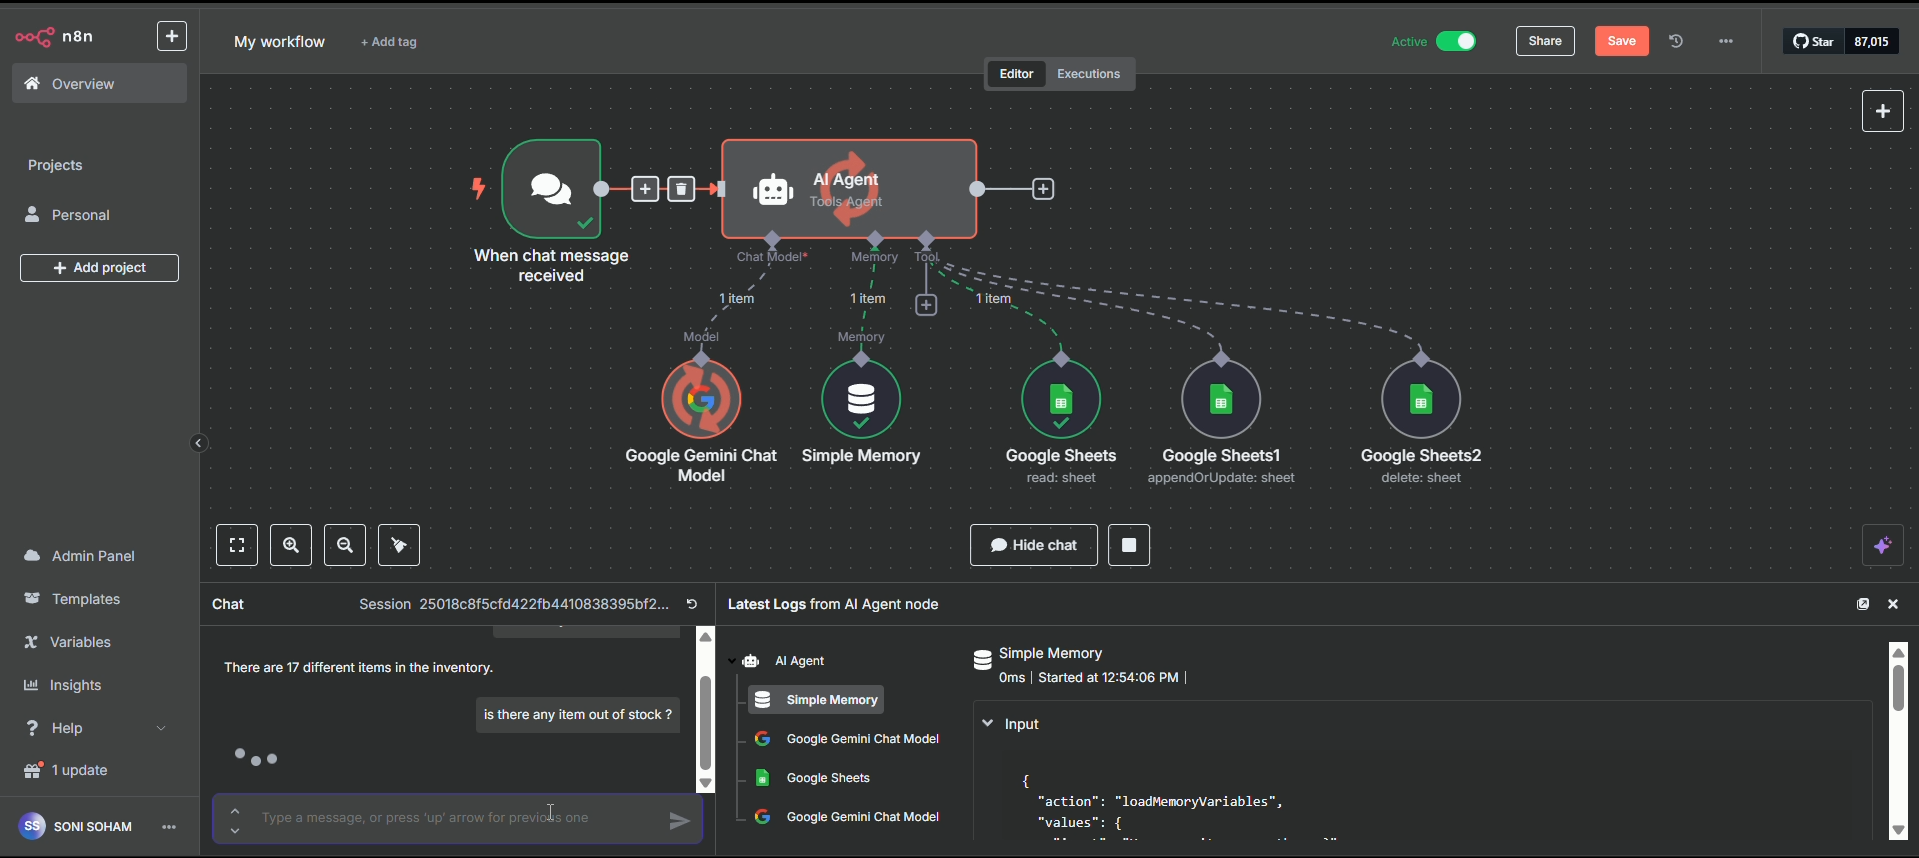 n8n
My workflow
+ Add tag
Active
Share
Save
Star
87,015
Editor
Executions
Overview
Projects
Personal
Add project
AI Agent
Tools Agent
When chat message
received
Chat Model*
Memory
Tool
1 item
1 item
1 item
Model
Memory
Google Gemini Chat
Model
Simple Memory
Google Sheets
read: sheet
Google Sheets1
appendOrUpdate: sheet
Google Sheets2
delete: sheet
Hide chat
Admin Panel
Templates
Variables
Insights
Help
1 update
SS
SONI SOHAM
Chat
Session 25018c8f5cfd422fb4410838395bf2...
There are 17 different items in the inventory.
is there any item out of stock ?
Type a message, or press 'up' arrow for previous one
Latest Logs from AI Agent node
AI Agent
Simple Memory
Google Gemini Chat Model
Google Sheets
Google Gemini Chat Model
Simple Memory
0ms | Started at 12:54:06 PM |
Input
{
"action": "loadMemoryVariables",
"values": {